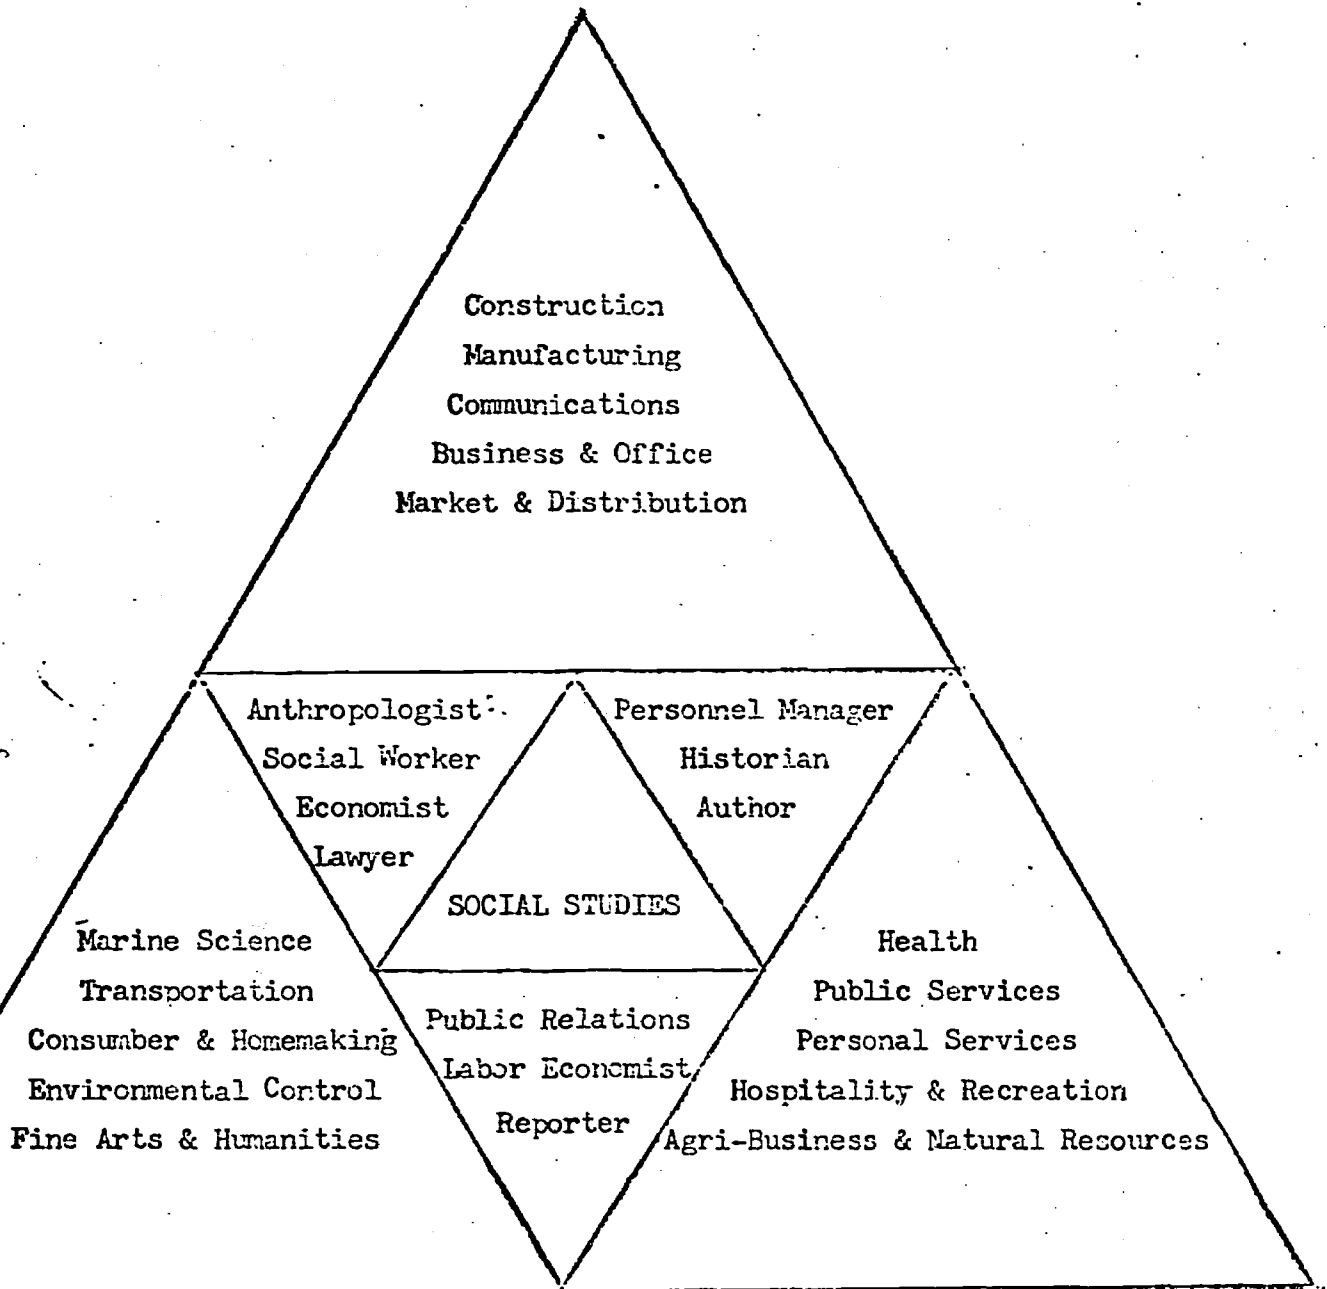 Construction
Manufacturing
Communications
Business & Office
Market & Distribution
Anthropologist
Social Worker
Economist
Lawyer
Personnel Manager
Historian
Author
SOCIAL STUDIES
Marine Science
Transportation
Consumber & Homemaking
Environmental Control
Fine Arts & Humanities
Public Relations
Labor Economist
Reporter
Health
Public Services
Personal Services
Hospitality & Recreation
Agri-Business & Natural Resources